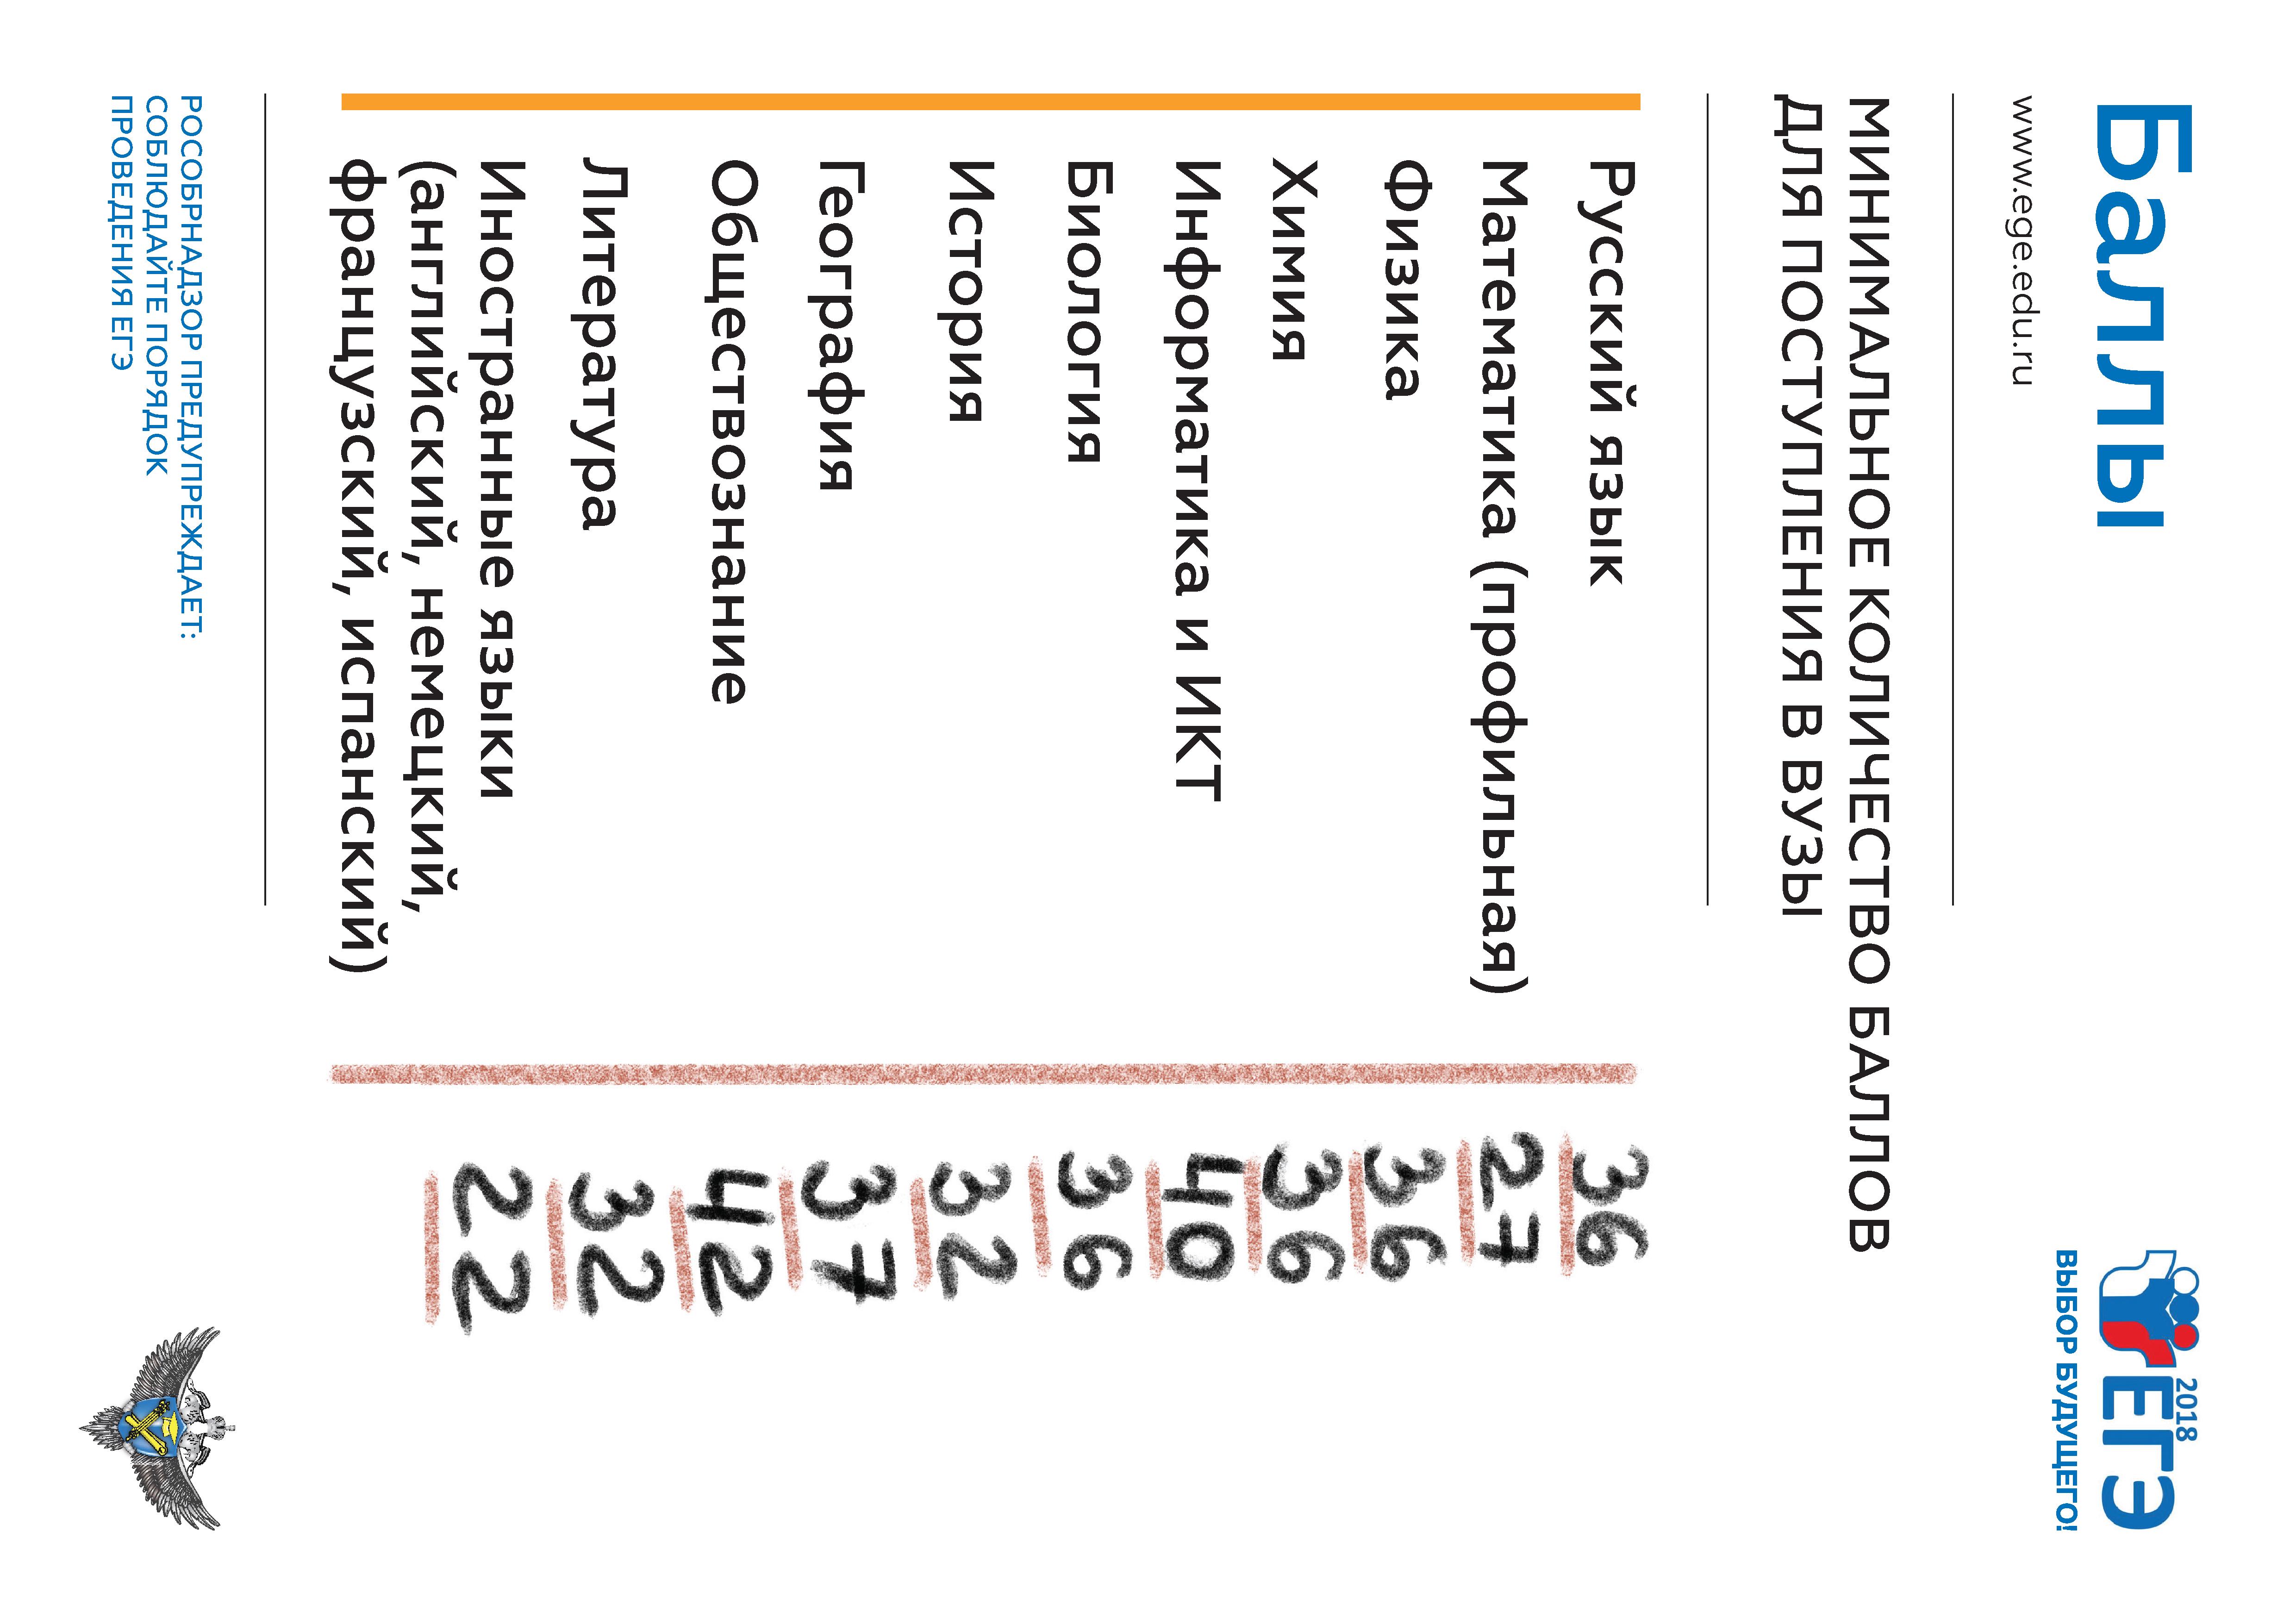 Баллы
2018
ЕГЭ
ВЫБОР БУДУЩЕГО!
www.ege.edu.ru
МИНИМАЛЬНОЕ КОЛИЧЕСТВО БАЛЛОВ
ДЛЯ ПОСТУПЛЕНИЯ В ВУЗЫ
Русский язык 36
Математика (профильная) 27
Физика 36
Химия 36
Информатика и ИКТ 40
Биология 36
История 32
География 37
Обществознание 42
Литература 32
Иностранные языки 22
(английский, немецкий,
французский, испанский)
РОСОБРНАДЗОР ПРЕДУПРЕЖДАЕТ:
СОБЛЮДАЙТЕ ПОРЯДОК
ПРОВЕДЕНИЯ ЕГЭ